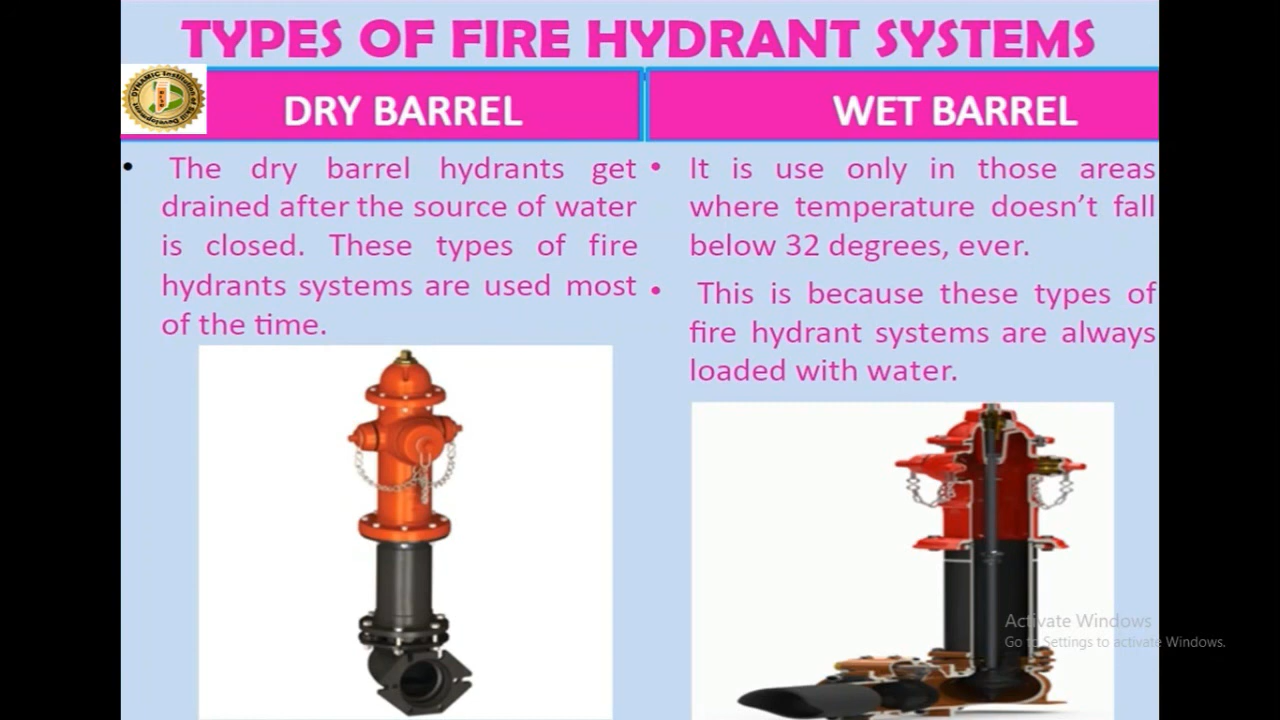 TYPES OF FIRE HYDRANT SYSTEMS
DRY BARREL
• The dry barrel hydrants get
drained after the source of water
is closed. These types of fire
hydrants systems are used most
of the time.
WET BARREL
• It is use only in those areas
where temperature doesn't fall
below 32 degrees, ever.
• This is because these types of
fire hydrant systems are always
loaded with water.
Activate Windows
Go to Settings to activate Windows.